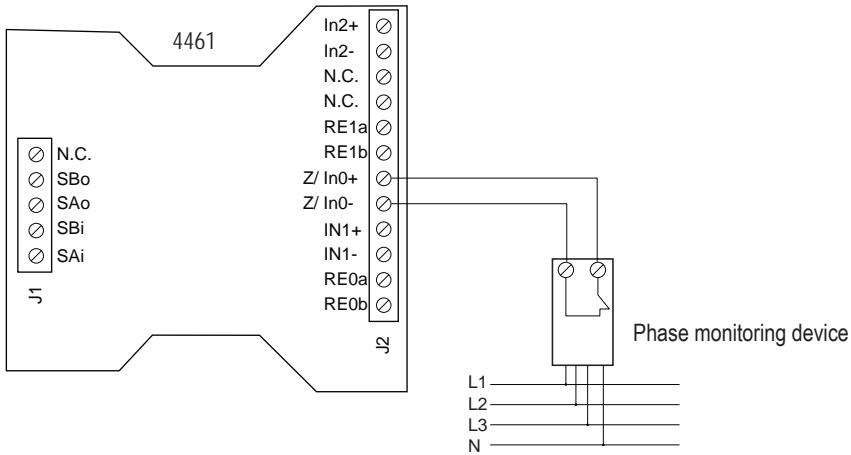 4461
In2+
In2-
N.C.
N.C.
RE1a
RE1b
Z/ In0+
Z/ In0-
IN1+
IN1-
RE0a
RE0b
J2
N.C.
SBo
SAo
SBi
SAi
J1
Phase monitoring device
L1
L2
L3
N